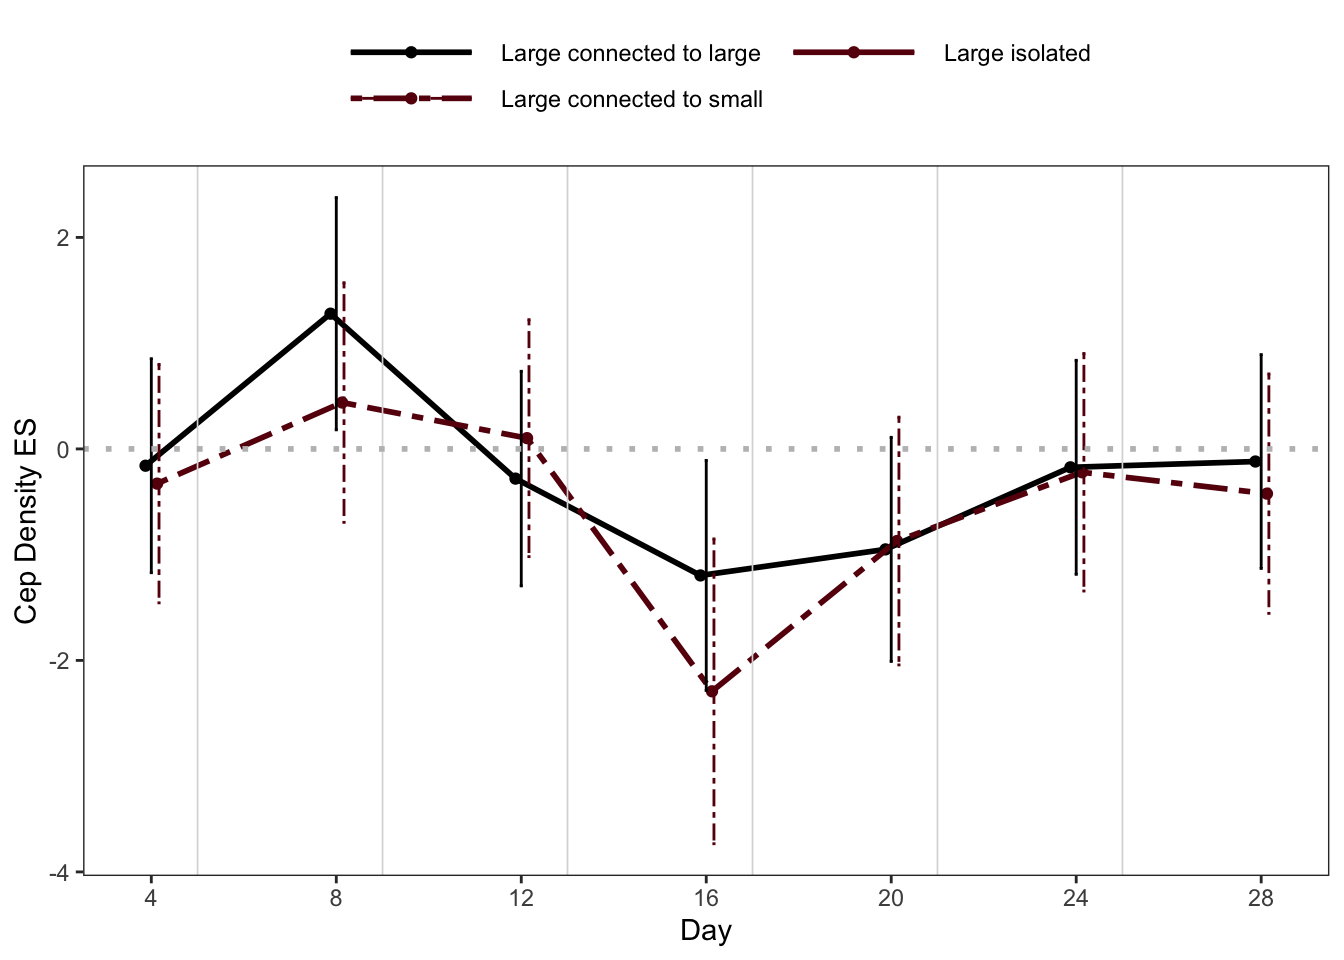 Large connected to large
Large isolated
Large connected to small
Cep Density ES
2
0
-2
-4
4 8 12 16 20 24 28
Day